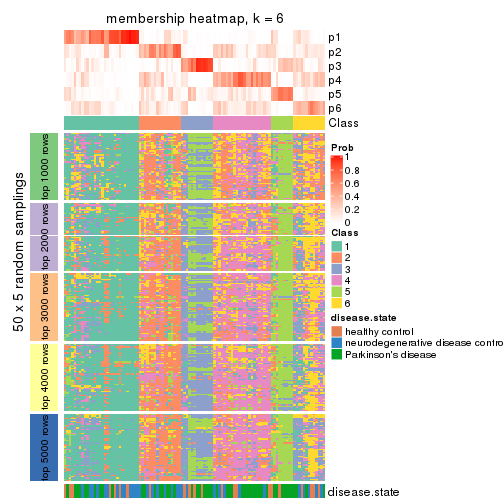 membership heatmap, k = 6
p1
p2
p3
p4
p5
p6
Class
50 x 5 random samplings
top 1000 rows
top 2000 rows
top 3000 rows
top 4000 rows
top 5000 rows
disease.state
Prob
1
0.8
0.6
0.4
0.2
0
Class
1
2
3
4
5
6
disease.state
healthy control
neurodegenerative disease contro
Parkinson's disease